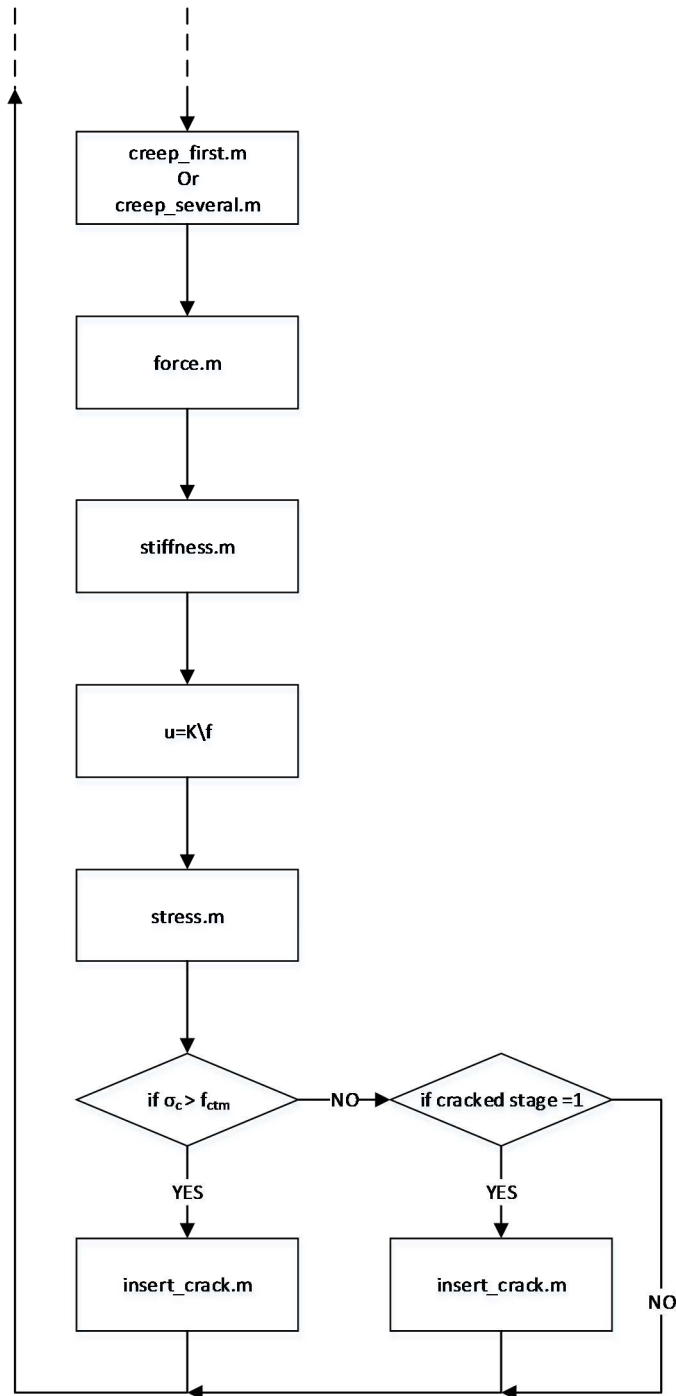 creep_first.m
Or
creep_several.m
force.m
stiffness.m
u=K\f
stress.m
if σc > fctm
NO
if cracked stage =1
YES
YES
insert_crack.m
insert_crack.m
NO